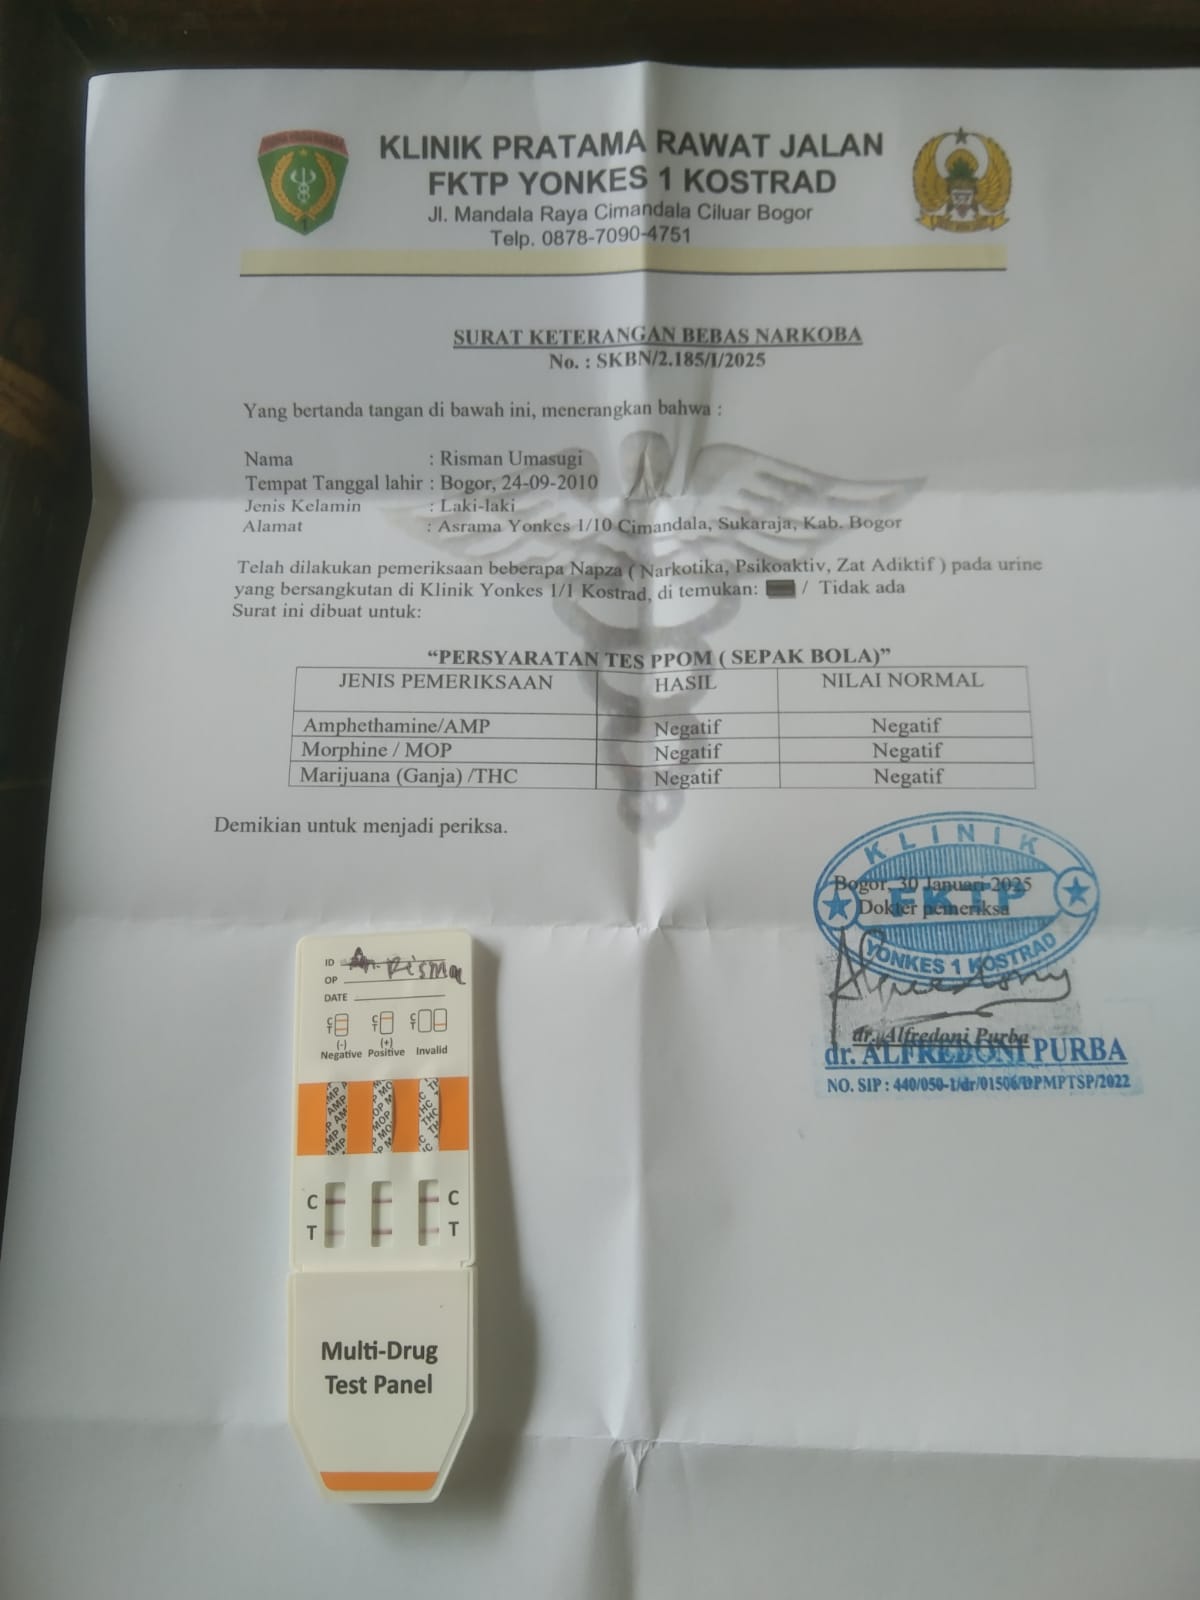 KLINIK PRATAMA RAWAT JALAN
FKTP YONKES 1 KOSTRAD
Jl. Mandala Raya Cimandala Ciluar Bogor
Telp. 0878-7090-4751
SURAT KETERANGAN BEBAS NARKOBA
No. : SKBN/2.185/I/2025
Yang bertanda tangan di bawah ini, menerangkan bahwa :
Nama : Risman Umasugi
Tempat Tanggal lahir : Bogor, 24-09-2010
Jenis Kelamin : Laki-laki
Alamat : Asrama Yonkes 1/10 Cimandala, Sukaraja, Kab. Bogor
Telah dilakukan pemeriksaan beberapa Napza ( Narkotika, Psikoaktiv, Zat Adiktif ) pada urine
yang bersangkutan di Klinik Yonkes 1/1 Kostrad, di temukan: / Tidak ada
Surat ini dibuat untuk:
“PERSYARATAN TES PPOM ( SEPAK BOLA)”
JENIS PEMERIKSAAN HASIL NILAI NORMAL
Amphethamine/AMP Negatif Negatif
Morphine / MOP Negatif Negatif
Marijuana (Ganja) /THC Negatif Negatif
Demikian untuk menjadi periksa.
KLINIK
Bogor, 30 Januari 2025
FKTP
Dokter pemeriksa
YONKES 1 KOSTRAD
dr. Alfredoni Purba
dr. ALFREDONI PURBA
NO. SIP : 440/050-1/dr/01506/DPMPTSP/2022
ID
OP
DATE
C T C T C T
(-) (+)
Negative Positive Invalid
AMP MOP THC
C C
T T
Multi-Drug
Test Panel